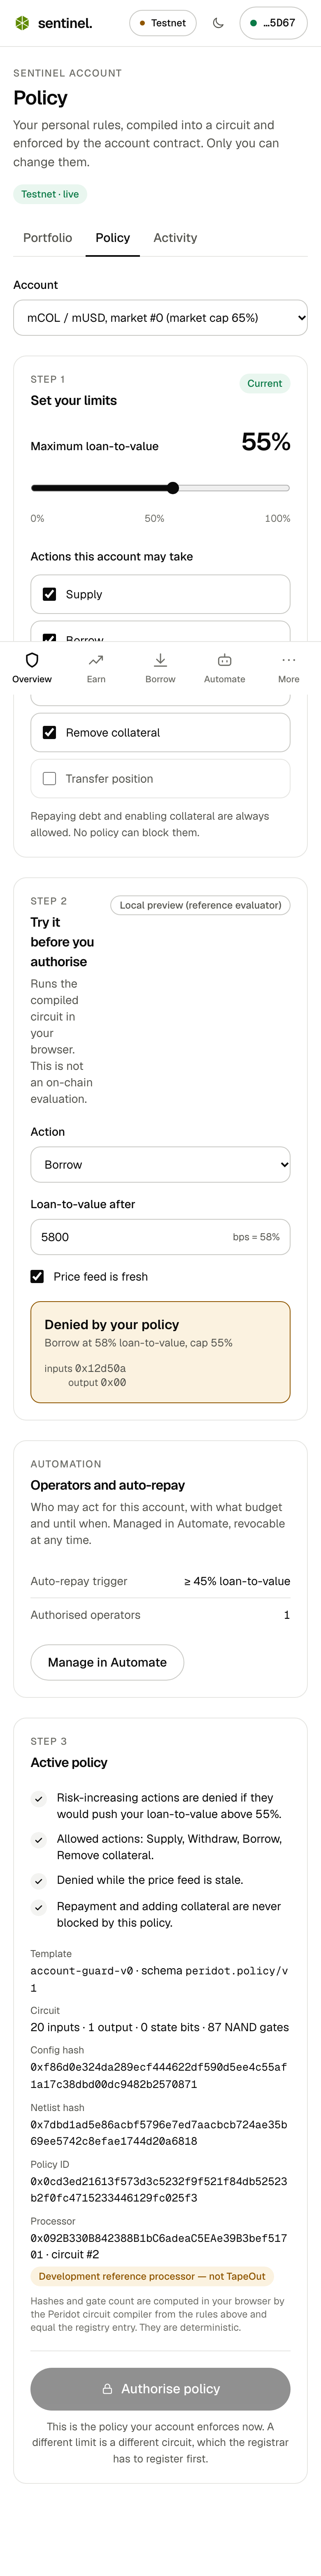 sentinel.
Testnet
...5D67
SENTINEL ACCOUNT
Policy
Your personal rules, compiled into a circuit and
enforced by the account contract. Only you can
change them.
Testnet · live
Portfolio
Policy
Activity
Account
mCOL / mUSD, market #0 (market cap 65%)
STEP 1
Current
Set your limits
Maximum loan-to-value
55%
0%
50%
100%
Actions this account may take
Supply
Borrow
Overview
Earn
Borrow
Automate
More
Remove collateral
Transfer position
Repaying debt and enabling collateral are always
allowed. No policy can block them.
STEP 2
Local preview (reference evaluator)
Try it
before you
authorise
Runs the
compiled
circuit in
your
browser.
This is not
an on-chain
evaluation.
Action
Borrow
Loan-to-value after
5800
bps = 58%
Price feed is fresh
Denied by your policy
Borrow at 58% loan-to-value, cap 55%
inputs 0x12d50a
output 0x00
AUTOMATION
Operators and auto-repay
Who may act for this account, with what budget
and until when. Managed in Automate, revocable
at any time.
Auto-repay trigger
≥ 45% loan-to-value
Authorised operators
1
Manage in Automate
STEP 3
Active policy
Risk-increasing actions are denied if they
would push your loan-to-value above 55%.
Allowed actions: Supply, Withdraw, Borrow,
Remove collateral.
Denied while the price feed is stale.
Repayment and adding collateral are never
blocked by this policy.
Template
account-guard-v0 · schema peridot.policy/v
1
Circuit
20 inputs · 1 output · 0 state bits · 87 NAND gates
Config hash
0xf86d0e324da289ecf444622df590d5ee4c55af
1a17c38dbd00dc9482b2570871
Netlist hash
0x7dbd1ad5e86acbf5796e7ed7aacbcb724ae35b
69ee5742c8efae1744d20a6818
Policy ID
0x0cd3ed21613f573d3c5232f9f521f84db52523
b2f0fc4715233446129fc025f3
Processor
0x092B330B842388B1bC6adeaC5EAe39B3bef517
01 · circuit #2
Development reference processor — not TapeOut
Hashes and gate count are computed in your browser by
the Peridot circuit compiler from the rules above and
equal the registry entry. They are deterministic.
Authorise policy
This is the policy your account enforces now. A
different limit is a different circuit, which the registrar
has to register first.